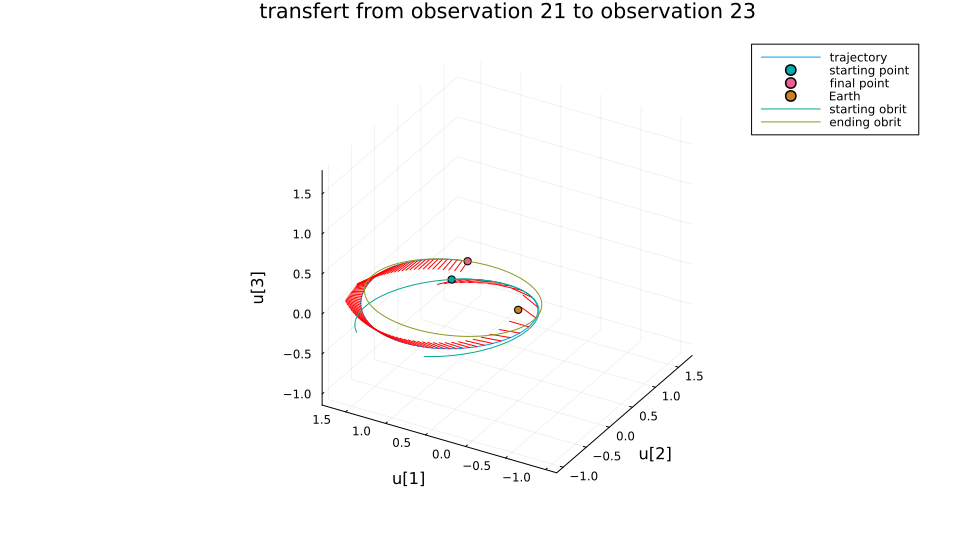 transfert from observation 21 to observation 23
trajectory
starting point
final point
Earth
starting obrit
ending obrit
u[3]
1.5
1.0
0.5
0.0
−0.5
−1.0
1.5
1.0
0.5
0.0
−0.5
−1.0
u[1]
1.5
1.0
0.5
0.0
−0.5
−1.0
u[2]